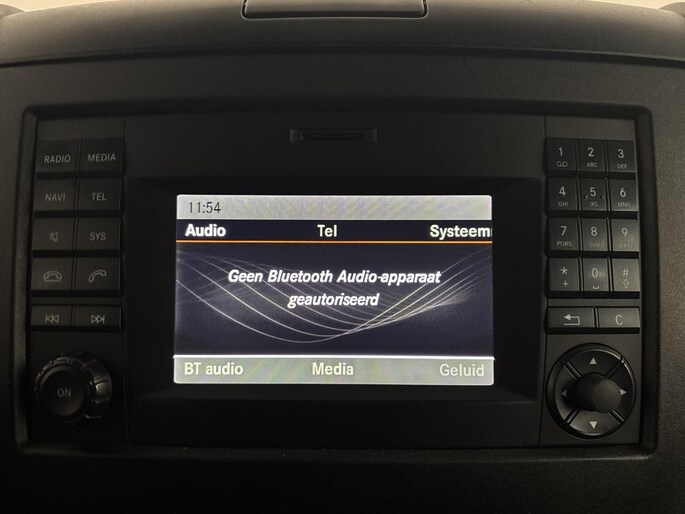 11:54
Audio Tel Systeem
Geen Bluetooth Audio-apparaat
geautoriseerd
BT audio Media Geluid
RADIO MEDIA
NAVI TEL
SYS
ON
1 2 ABC 3 DEF
4 GHI 5 JKL 6 MNO
7 PQRS 8 TUV 9 WXYZ
* + 0 #
C